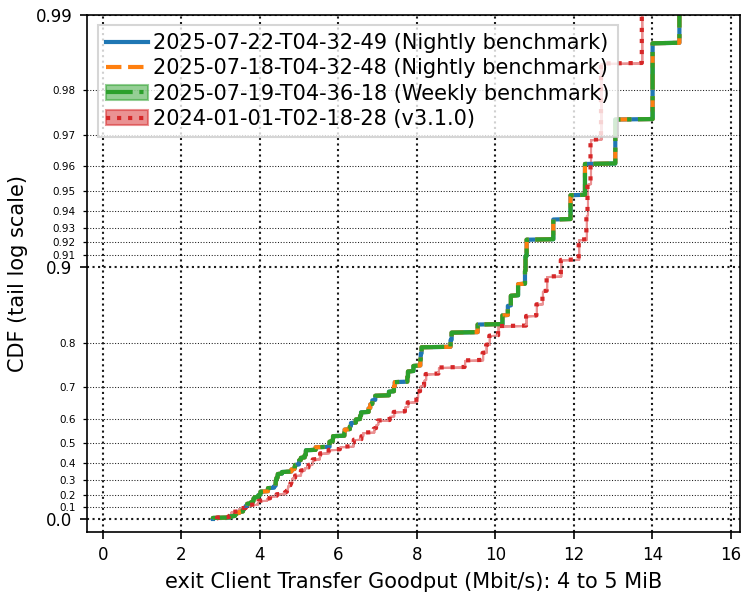 0.99
2025-07-22-T04-32-49 (Nightly benchmark)
2025-07-18-T04-32-48 (Nightly benchmark)
2025-07-19-T04-36-18 (Weekly benchmark)
2024-01-01-T02-18-28 (v3.1.0)
0.98
0.97
0.96
0.95
0.94
0.93
0.92
0.91
0.9
0.8
0.7
0.6
0.5
0.4
0.3
0.2
0.1
0.0
CDF (tail log scale)
0 2 4 6 8 10 12 14 16
exit Client Transfer Goodput (Mbit/s): 4 to 5 MiB